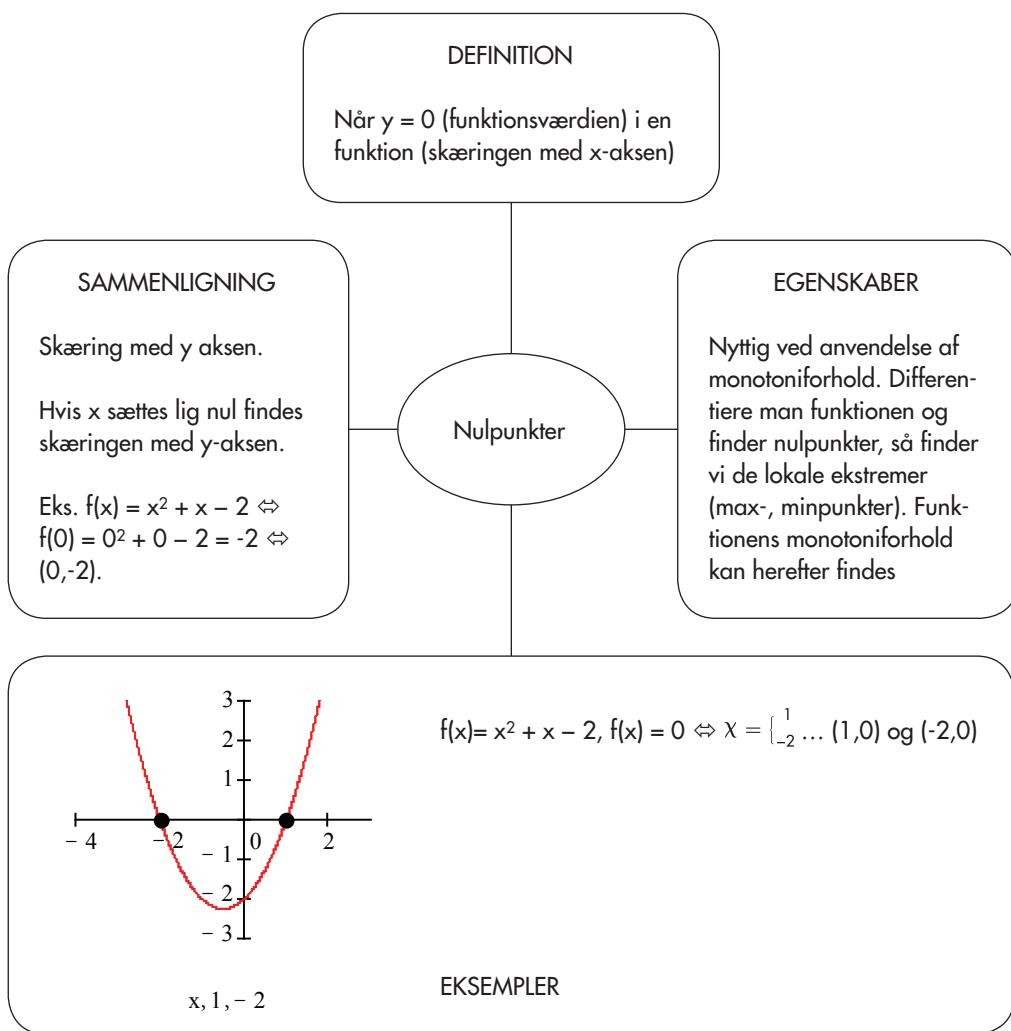 DEFINITION
Når y = 0 (funktionsværdien) i en
funktion (skæringen med x-aksen)
SAMMENLIGNING
Skæring med y aksen.
Hvis x sættes lig nul findes
skæringen med y-aksen.
Eks. f(x) = x² + x – 2 ⇔
f(0) = 0² + 0 – 2 = -2 ⇔
(0,-2).
Nulpunkter
EGENSKABER
Nyttig ved anvendelse af
monotoniforhold. Differen-
tiere man funktionen og
finder nulpunkter, så finder
vi de lokale ekstremer
(max-, minpunkter). Funk-
tionens monotoniforhold
kan herefter findes
3
2
1
− 4
− 2
0
2
− 1
− 2
− 3
x, 1, − 2
f(x)= x² + x – 2, f(x) = 0 ⇔ χ = { 1 −2 … (1,0) og (-2,0)
EKSEMPLER